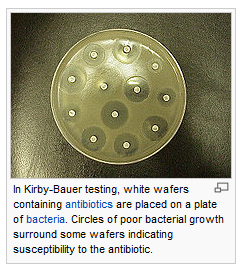 In Kirby-Bauer testing, white wafers
containing antibiotics are placed on a plate
of bacteria. Circles of poor bacterial growth
surround some wafers indicating
susceptibility to the antibiotic.